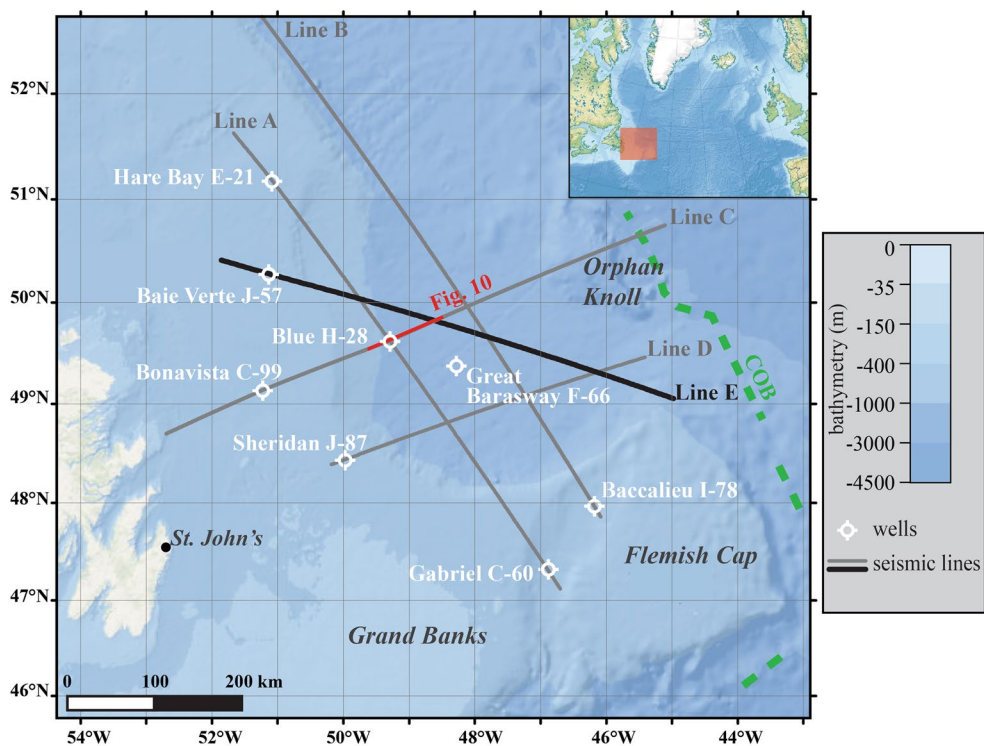 Line B
52°N
Line A
Hare Bay E-21
51°N
Line C
Orphan
Knoll
Baie Verte J-57
50°N
Fig. 10
Blue H-28
Line D
Bonavista C-99
Great
Barasway F-66
COB
Line E
49°N
Sheridan J-87
Baccalieu I-78
48°N
St. John's
Flemish Cap
Gabriel C-60
47°N
Grand Banks
0 100 200 km
46°N
54°W 52°W 50°W 48°W 46°W 44°W
bathymetry (m)
0
-35
-150
-400
-1000
-3000
-4500
wells
seismic lines